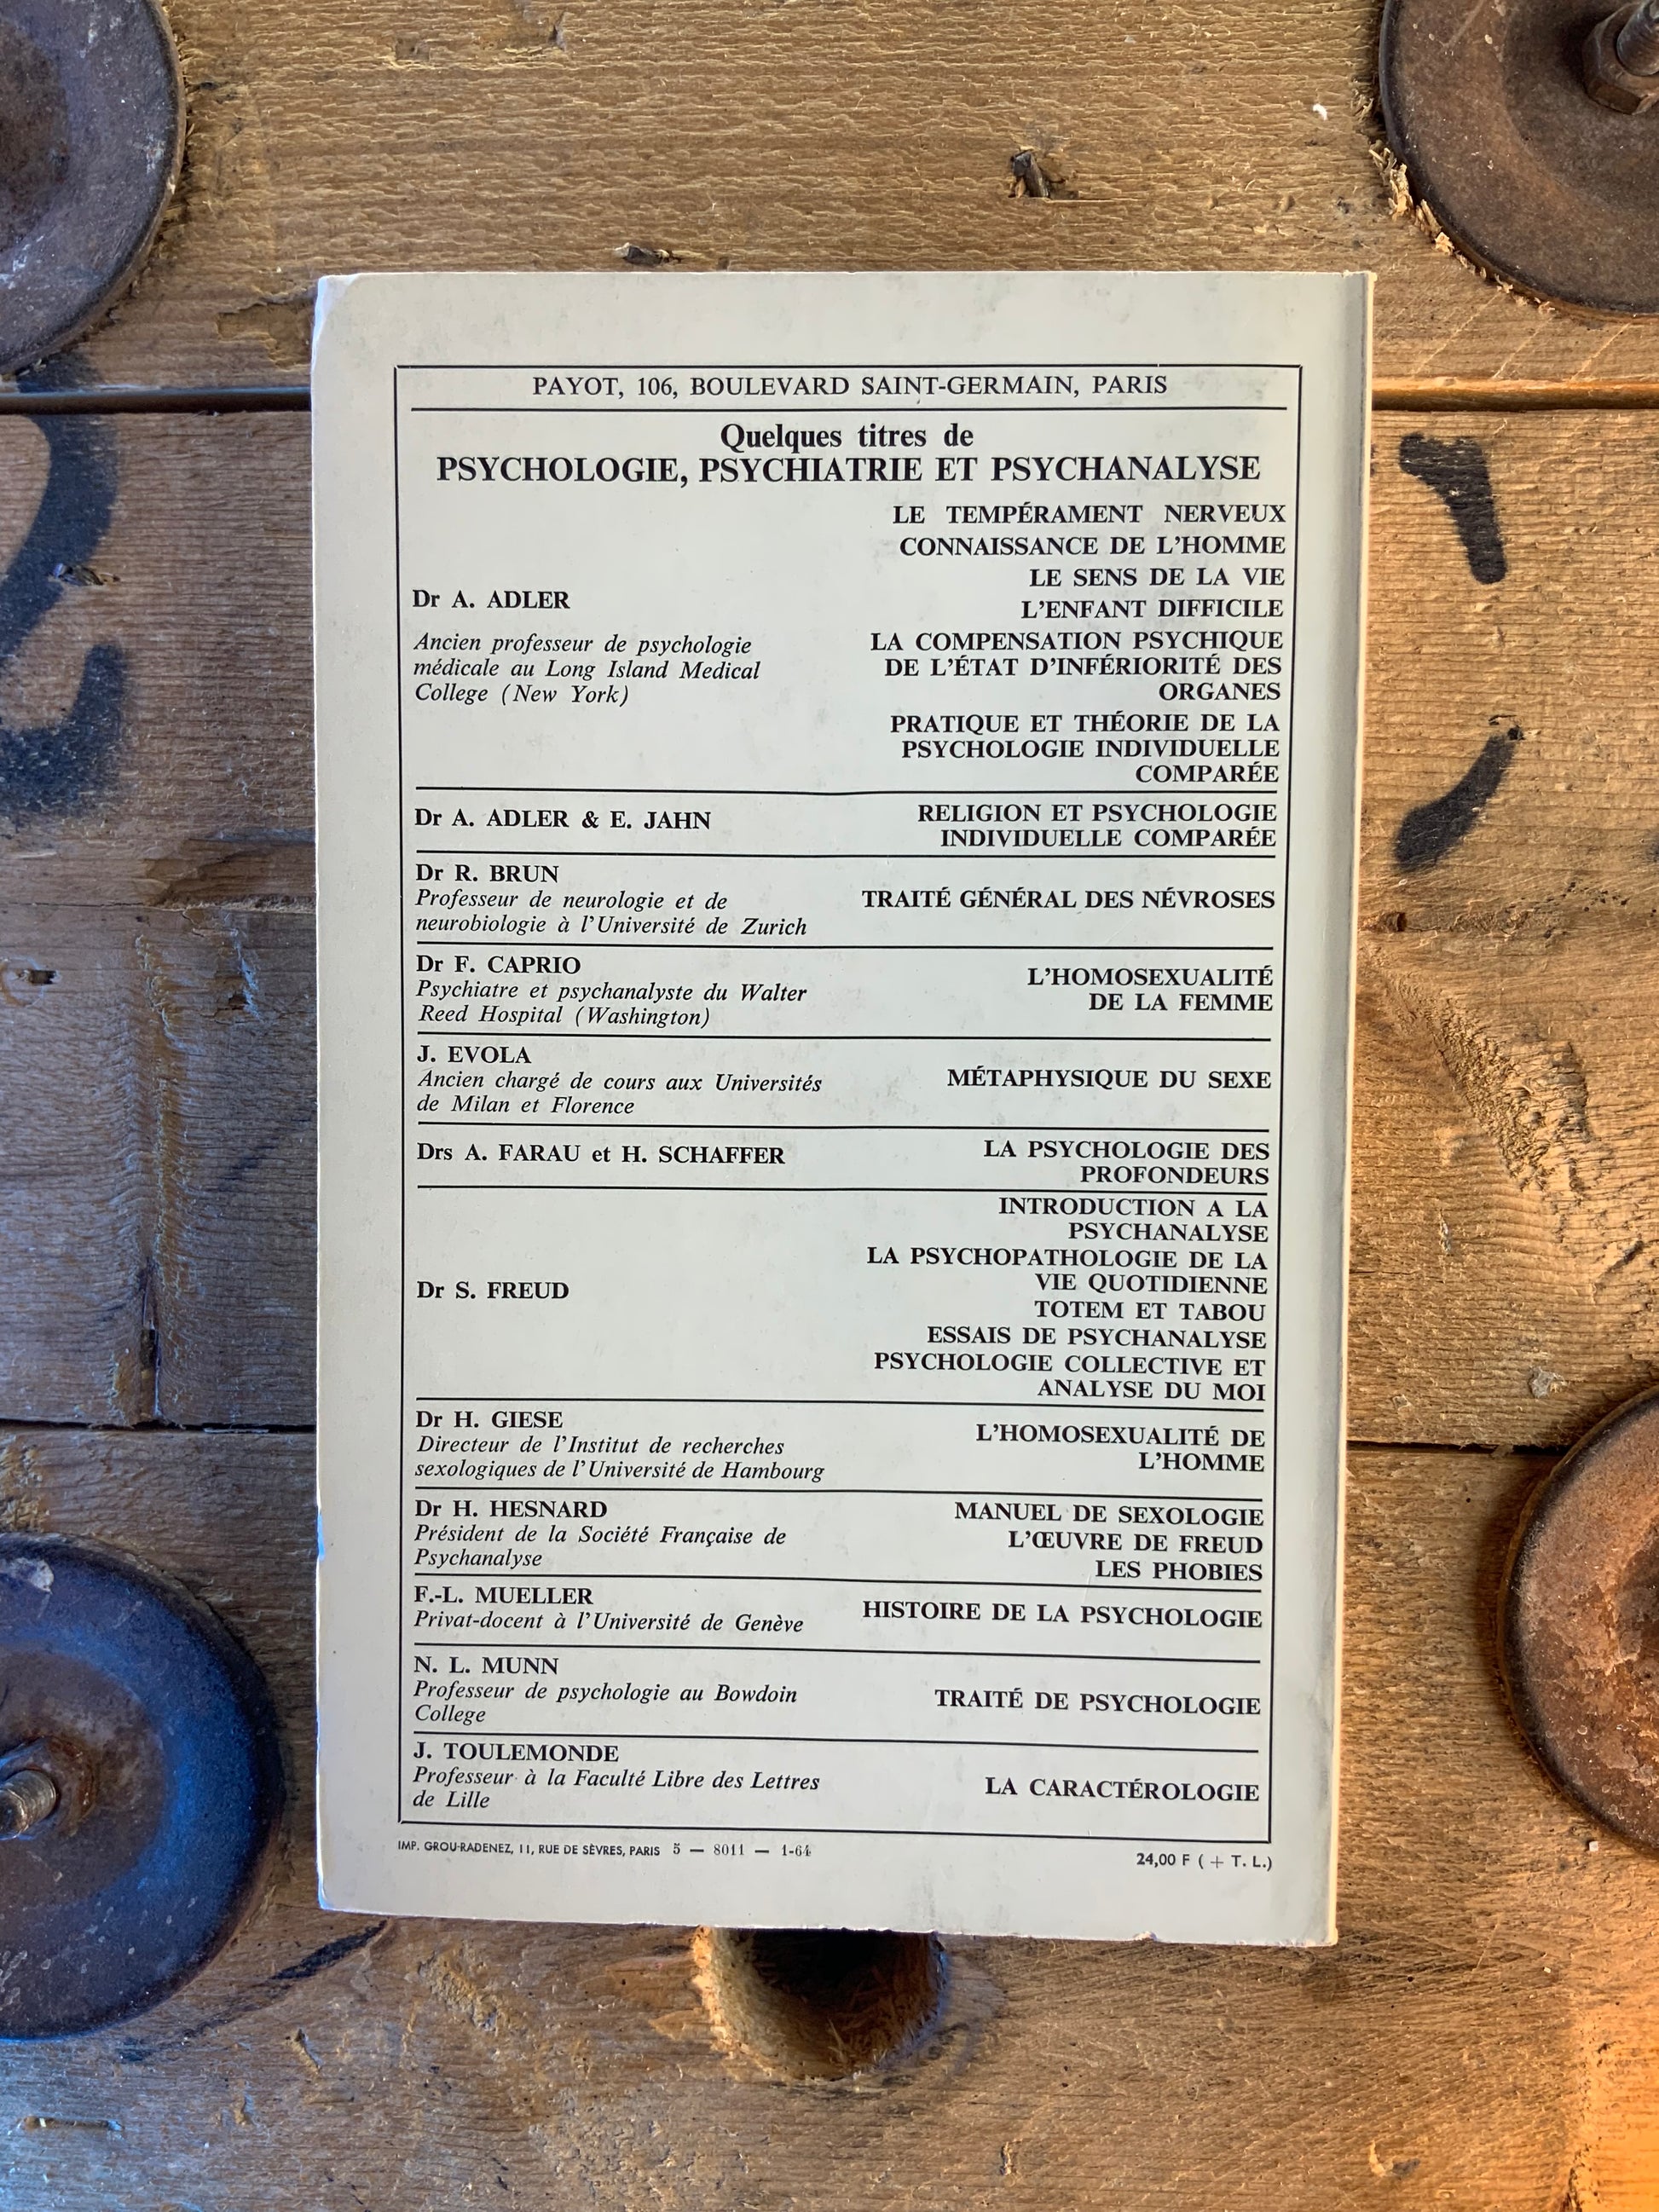 PAYOT, 106, BOULEVARD SAINT-GERMAIN, PARIS
Quelques titres de
PSYCHOLOGIE, PSYCHIATRIE ET PSYCHANALYSE
Dr A. ADLER
Ancien professeur de psychologie
médicale au Long Island Medical
College (New York)
LE TEMPÉRAMENT NERVEUX
CONNAISSANCE DE L'HOMME
LE SENS DE LA VIE
L'ENFANT DIFFICILE
LA COMPENSATION PSYCHIQUE
DE L'ÉTAT D'INFÉRIORITÉ DES
ORGANES
PRATIQUE ET THÉORIE DE LA
PSYCHOLOGIE INDIVIDUELLE
COMPARÉE
Dr A. ADLER & E. JAHN
RELIGION ET PSYCHOLOGIE
INDIVIDUELLE COMPARÉE
Dr R. BRUN
Professeur de neurologie et de
neurobiologie à l'Université de Zurich
TRAITÉ GÉNÉRAL DES NÉVROSES
Dr F. CAPRIO
Psychiatre et psychanalyste du Walter
Reed Hospital (Washington)
L'HOMOSEXUALITÉ
DE LA FEMME
J. EVOLA
Ancien chargé de cours aux Universités
de Milan et Florence
MÉTAPHYSIQUE DU SEXE
Drs A. FARAU et H. SCHAFFER
LA PSYCHOLOGIE DES
PROFONDEURS
Dr S. FREUD
INTRODUCTION A LA
PSYCHANALYSE
LA PSYCHOPATHOLOGIE DE LA
VIE QUOTIDIENNE
TOTEM ET TABOU
ESSAIS DE PSYCHANALYSE
PSYCHOLOGIE COLLECTIVE ET
ANALYSE DU MOI
Dr H. GIESE
Directeur de l'Institut de recherches
sexologiques de l'Université de Hambourg
L'HOMOSEXUALITÉ DE
L'HOMME
Dr H. HESNARD
Président de la Société Française de
Psychanalyse
MANUEL DE SEXOLOGIE
L'ŒUVRE DE FREUD
LES PHOBIES
F.-L. MUELLER
Privat-docent à l'Université de Genève
HISTOIRE DE LA PSYCHOLOGIE
N. L. MUNN
Professeur de psychologie au Bowdoin
College
TRAITÉ DE PSYCHOLOGIE
J. TOULEMONDE
Professeur à la Faculté Libre des Lettres
de Lille
LA CARACTÉROLOGIE
IMP. GROU-RADENEZ, 11, RUE DE SÈVRES, PARIS 5 — 8011 — 1-64
24,00 F ( + T. L.)